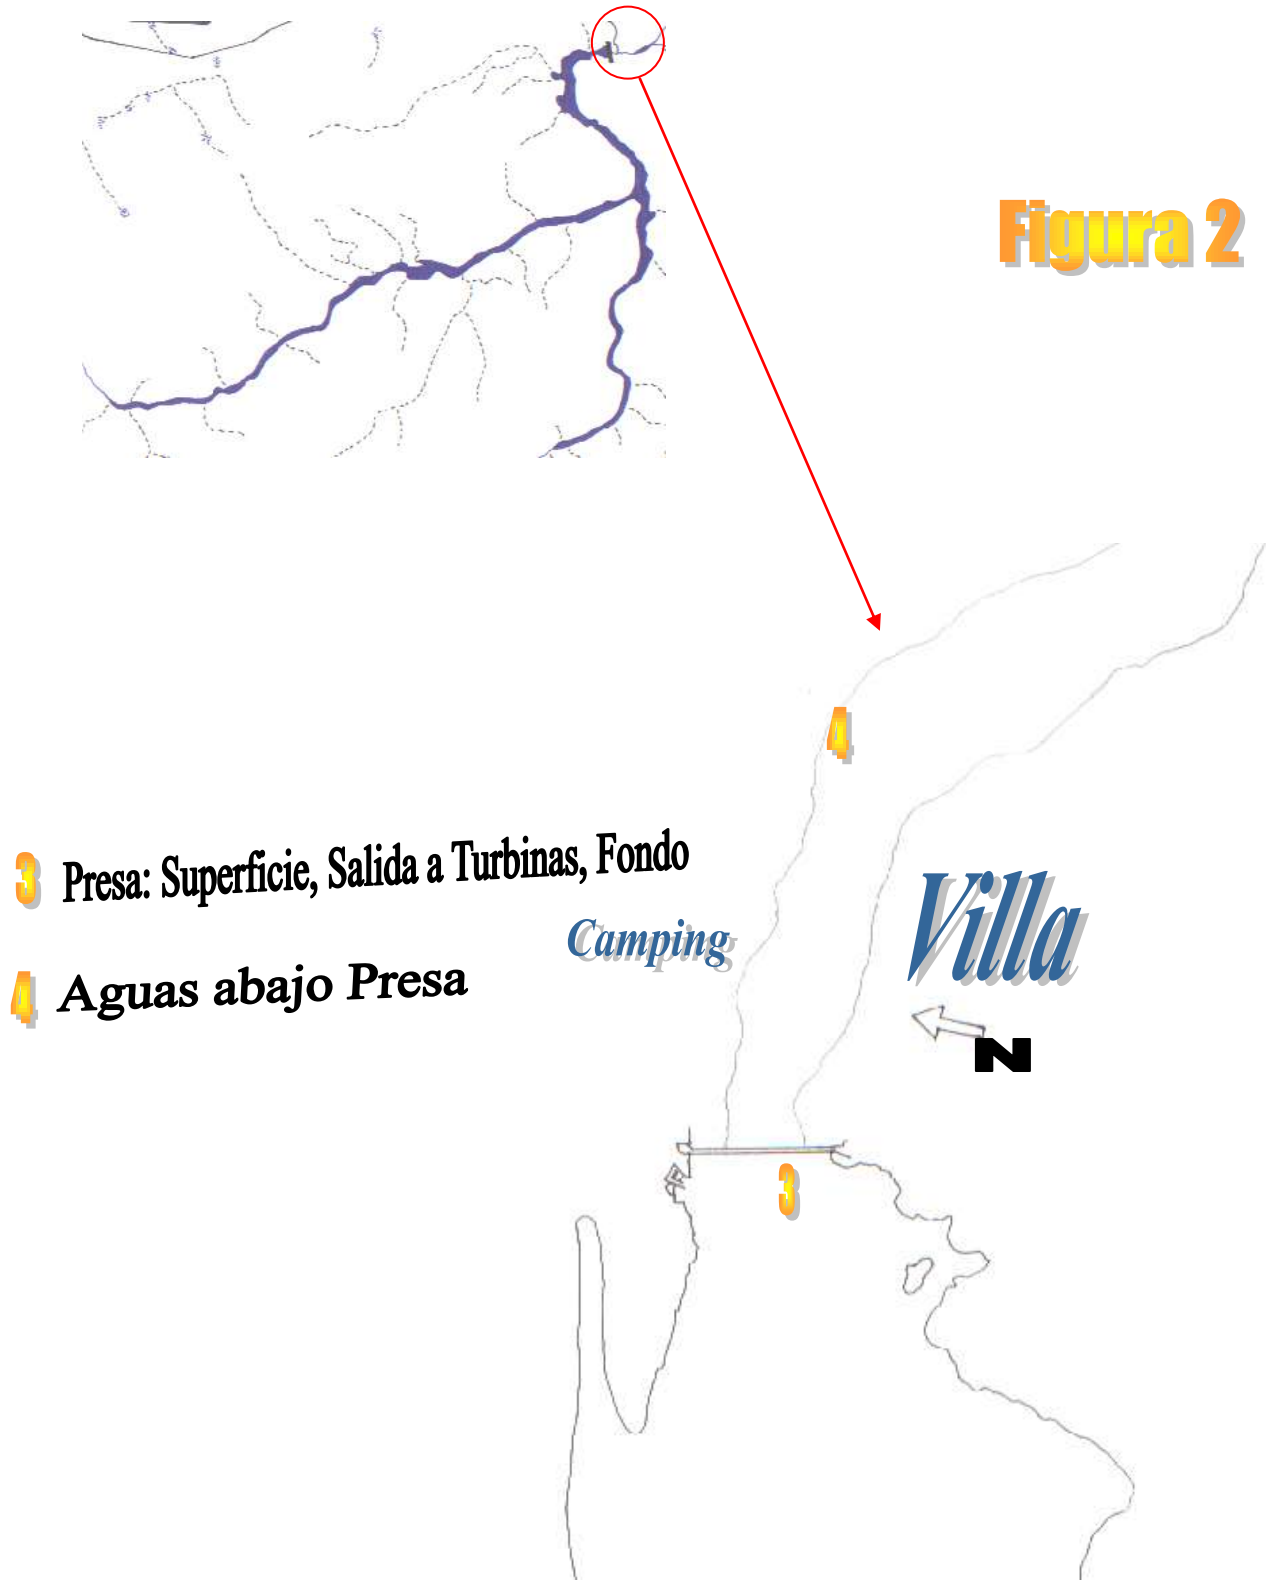 Figura 2
4
3 Presa: Superficie, Salida a Turbinas, Fondo
Camping
Villa
4 Aguas abajo Presa
N
3